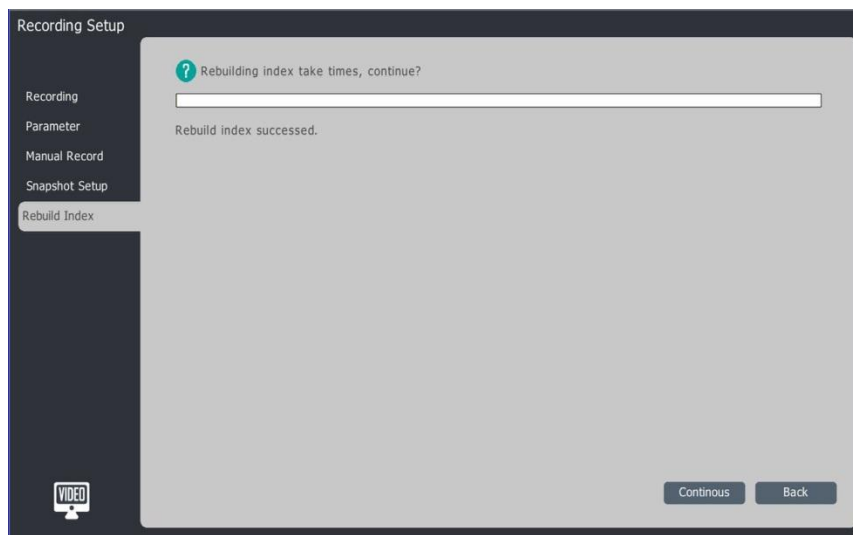 Recording Setup
Rebuilding index take times, continue?
Recording
Parameter
Rebuild index successed.
Manual Record
Snapshot Setup
Rebuild Index
VIDEO
Continous
Back